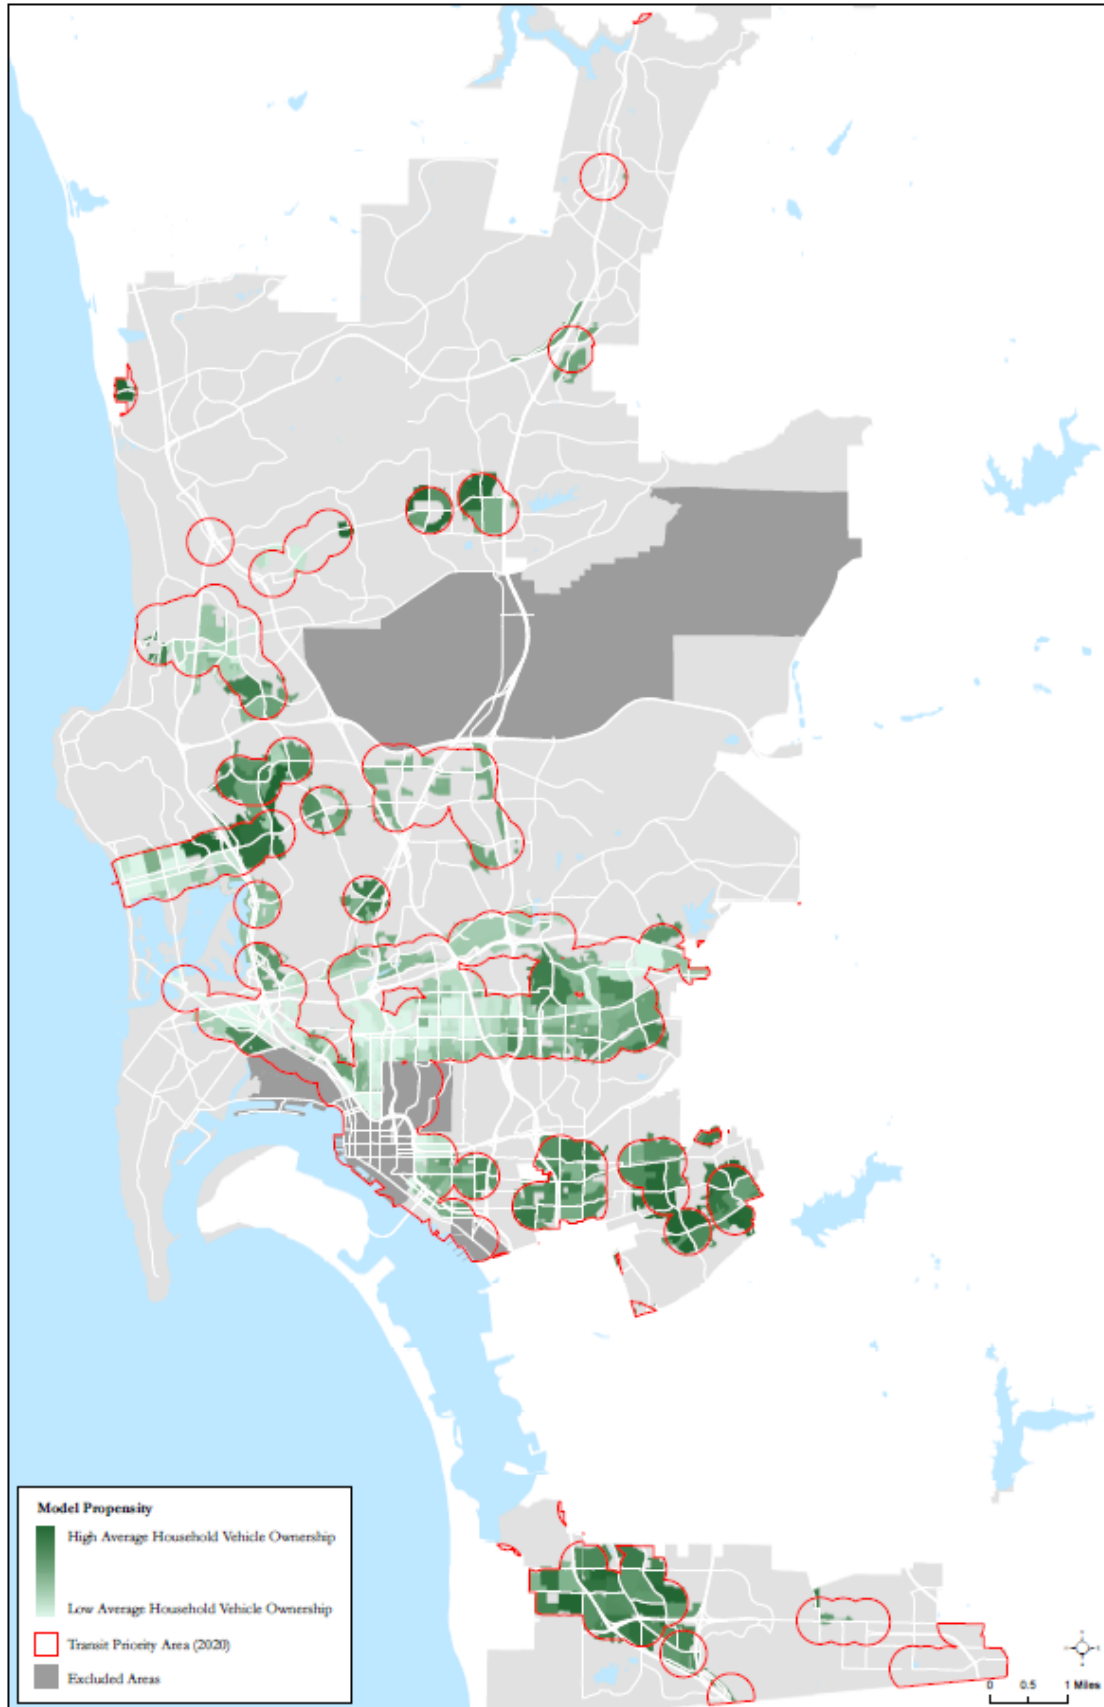 Model Propensity
High Average Household Vehicle Ownership
Low Average Household Vehicle Ownership
Transit Priority Area (2020)
Excluded Areas
0 0.5 1 Miles